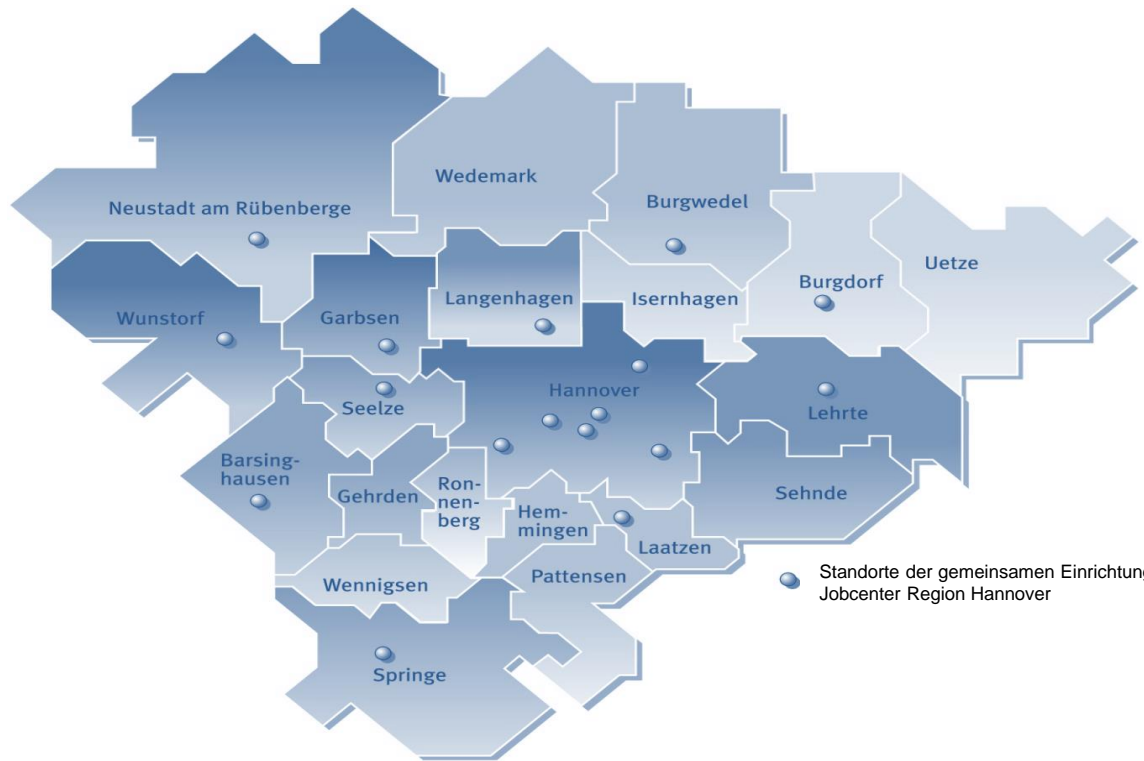 Wedemark
Neustadt am Rübenberge
Burgwedel
Uetze
Burgdorf
Langenhagen
Isernhagen
Wunstorf
Garbsen
Hannover
Seelze
Lehrte
Barsing-
hausen
Gehrden
Ron-
nen-
berg
Sehnde
Hem-
mingen
Laatzen
Wennigsen
Pattensen
Springe
Standorte der gemeinsamen Einrichtung
Jobcenter Region Hannover